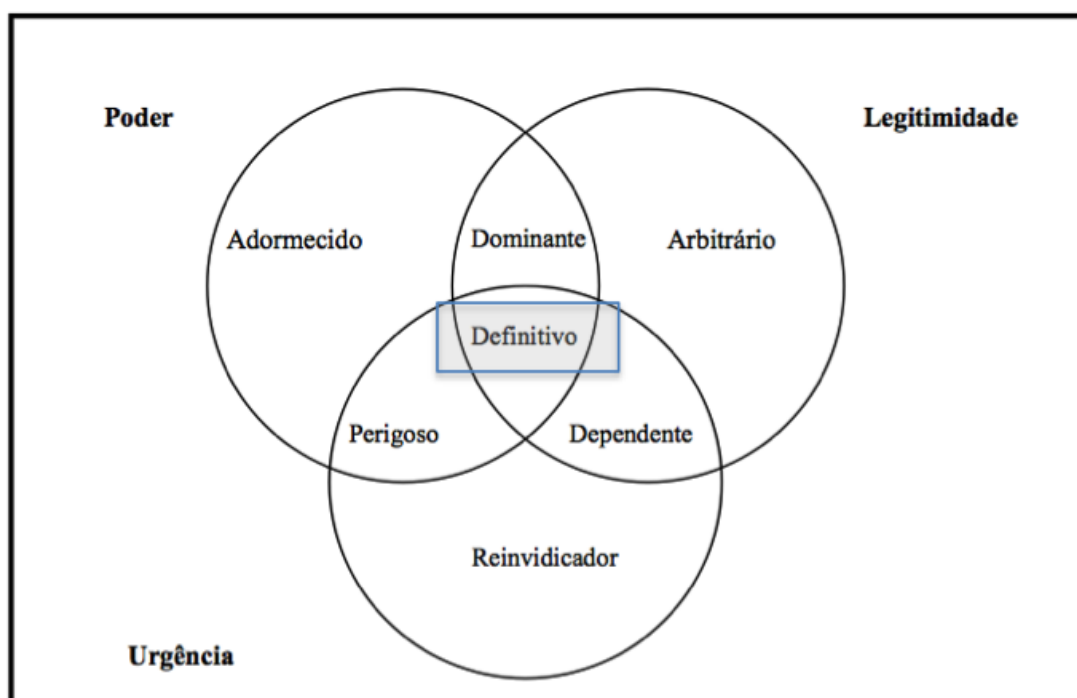 Poder
Legitimidade
Adormecido
Dominante
Arbitrário
Definitivo
Perigoso
Dependente
Reinvidicador
Urgência